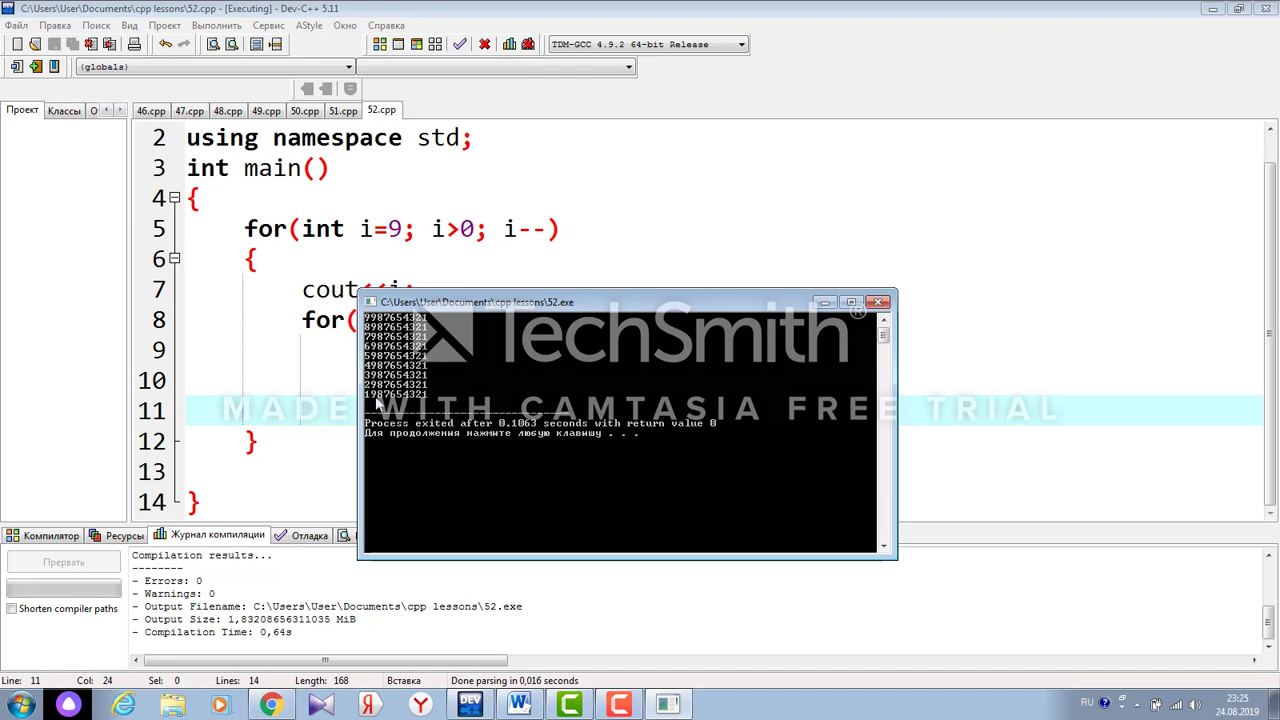 C:\Users\User\Documents\cpp lessons\52.cpp - [Executing] - Dev-C++ 5.11
Файл Правка Поиск Вид Проект Выполнить Сервис AStyle Окно Справка
TDM-GCC 4.9.2 64-bit Release
(globals)
Проект Классы О 46.cpp 47.cpp 48.cpp 49.cpp 50.cpp 51.cpp 52.cpp
2 using namespace std;
3 int main()
4 {
5 for(int i=9; i>0; i--)
6 {
7 cout<<i;
8 for(
9
10
11
12 }
13
14 }
C:\Users\User\Documents\cpp lessons\52.exe
9987654321
8987654321
7987654321
6987654321
5987654321
4987654321
3987654321
2987654321
1987654321
--------------------------------
Process exited after 0.1063 seconds with return value 0
Для продолжения нажмите любую клавишу . . .
TechSmith®
MADE WITH CAMTASIA FREE TRIAL
Компилятор Ресурсы Журнал компиляции Отладка
Прервать
Shorten compiler paths
Compilation results...
--------
- Errors: 0
- Warnings: 0
- Output Filename: C:\Users\User\Documents\cpp lessons\52.exe
- Output Size: 1,83208656311035 MiB
- Compilation Time: 0,64s
Line: 11 Col: 24 Sel: 0 Lines: 14 Length: 168 Вставка Done parsing in 0,016 seconds
RU 23:25
24.08.2019